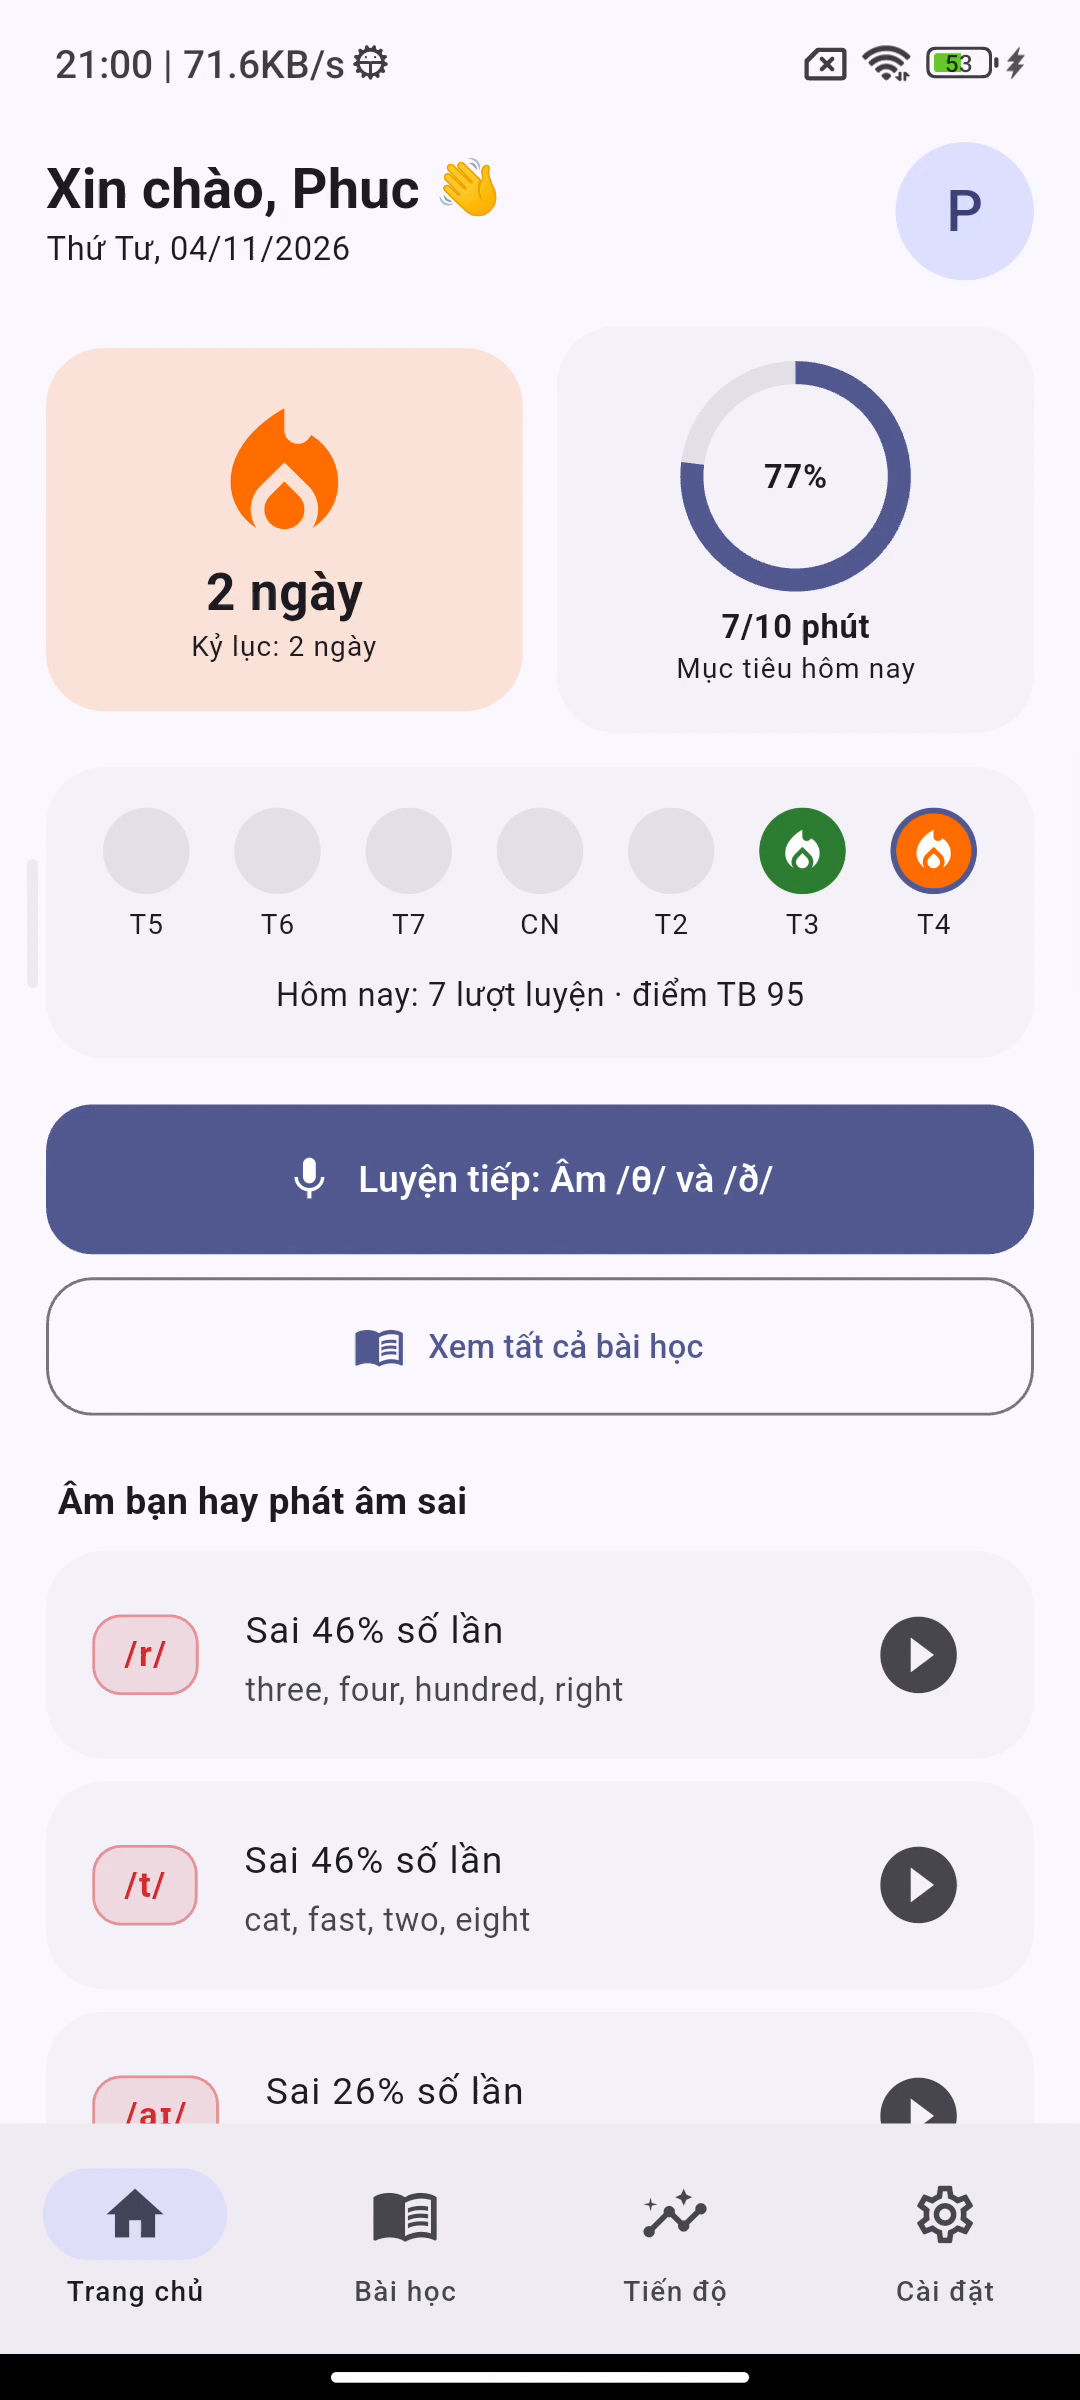 21:00 | 71.6KB/s
53
Xin chào, Phuc 👋
Thứ Tư, 04/11/2026
P
2 ngày
Kỷ lục: 2 ngày
77%
7/10 phút
Mục tiêu hôm nay
T5 T6 T7 CN T2 T3 T4
Hôm nay: 7 lượt luyện · điểm TB 95
Luyện tiếp: Âm /θ/ và /ð/
Xem tất cả bài học
Âm bạn hay phát âm sai
/r/
Sai 46% số lần
three, four, hundred, right
/t/
Sai 46% số lần
cat, fast, two, eight
/aɪ/
Sai 26% số lần
Trang chủ
Bài học
Tiến độ
Cài đặt